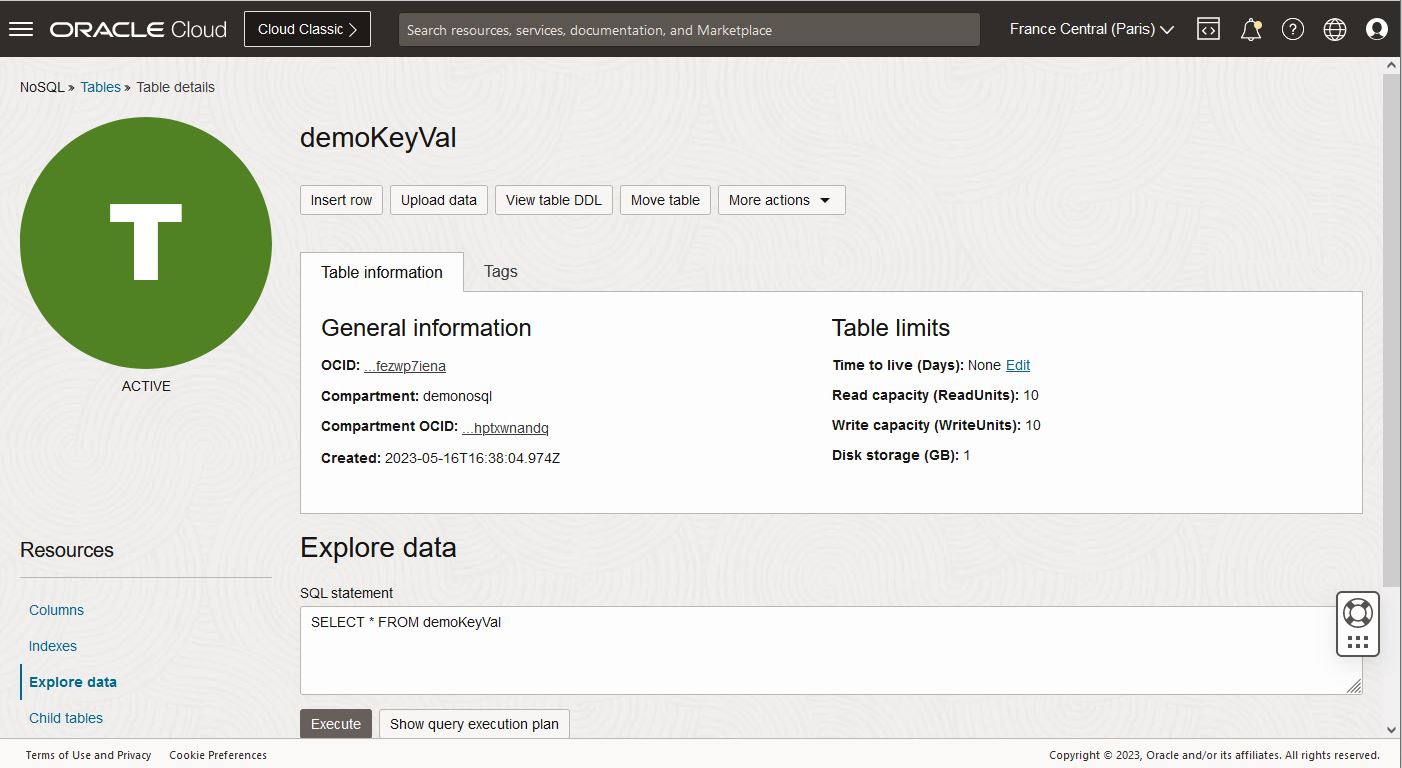 ORACLE Cloud
Cloud Classic
Search resources, services, documentation, and Marketplace
France Central (Paris)
NoSQL » Tables » Table details
T
ACTIVE
demoKeyVal
Insert row
Upload data
View table DDL
Move table
More actions
Table information
Tags
General information
OCID: ...fezwp7iena
Compartment: demonosql
Compartment OCID: ...hptxwnandq
Created: 2023-05-16T16:38:04.974Z
Table limits
Time to live (Days): None Edit
Read capacity (ReadUnits): 10
Write capacity (WriteUnits): 10
Disk storage (GB): 1
Resources
Columns
Indexes
Explore data
Child tables
Explore data
SQL statement
SELECT * FROM demoKeyVal
Execute
Show query execution plan
Terms of Use and Privacy
Cookie Preferences
Copyright © 2023, Oracle and/or its affiliates. All rights reserved.